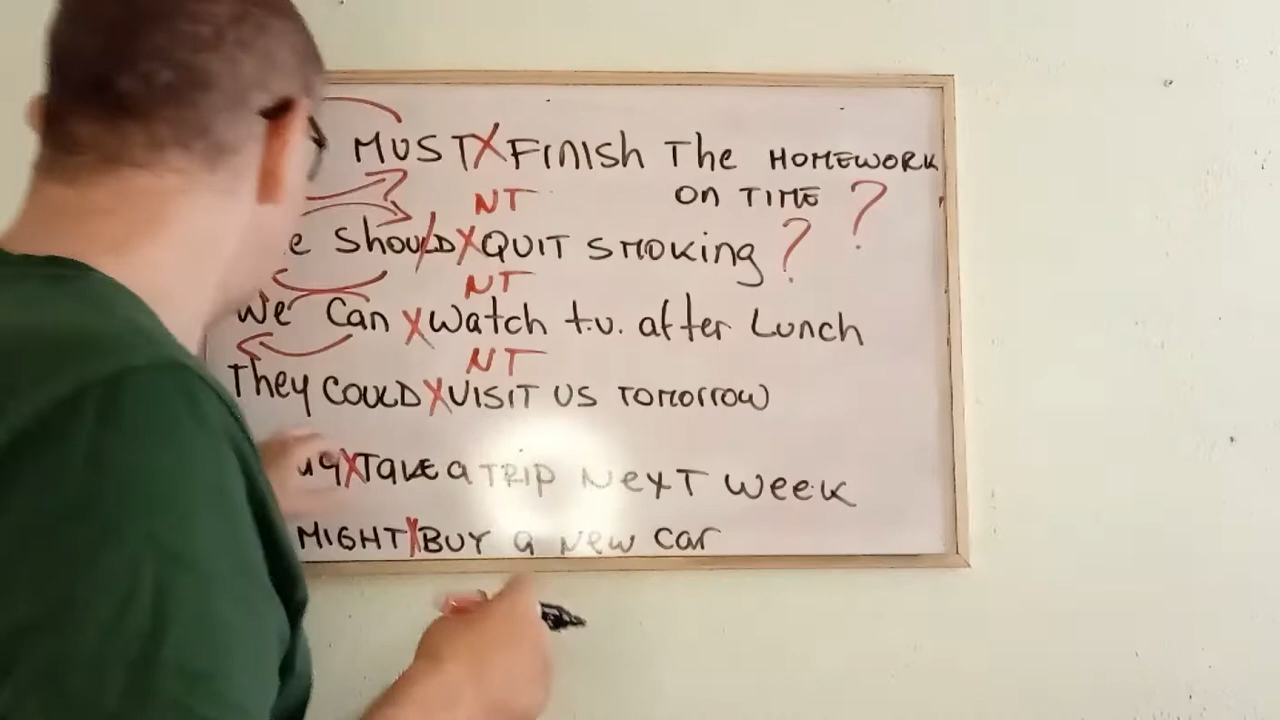 MUST X Finish The HOMEWORK
NT ON TIME ?
e Should X QUIT Smoking ?
NT
We Can X Watch t.v. after Lunch
NT
They COULD X VISIT US TOMORROW
X Take a TRIP NexT week
MIGHT X BUY a New car